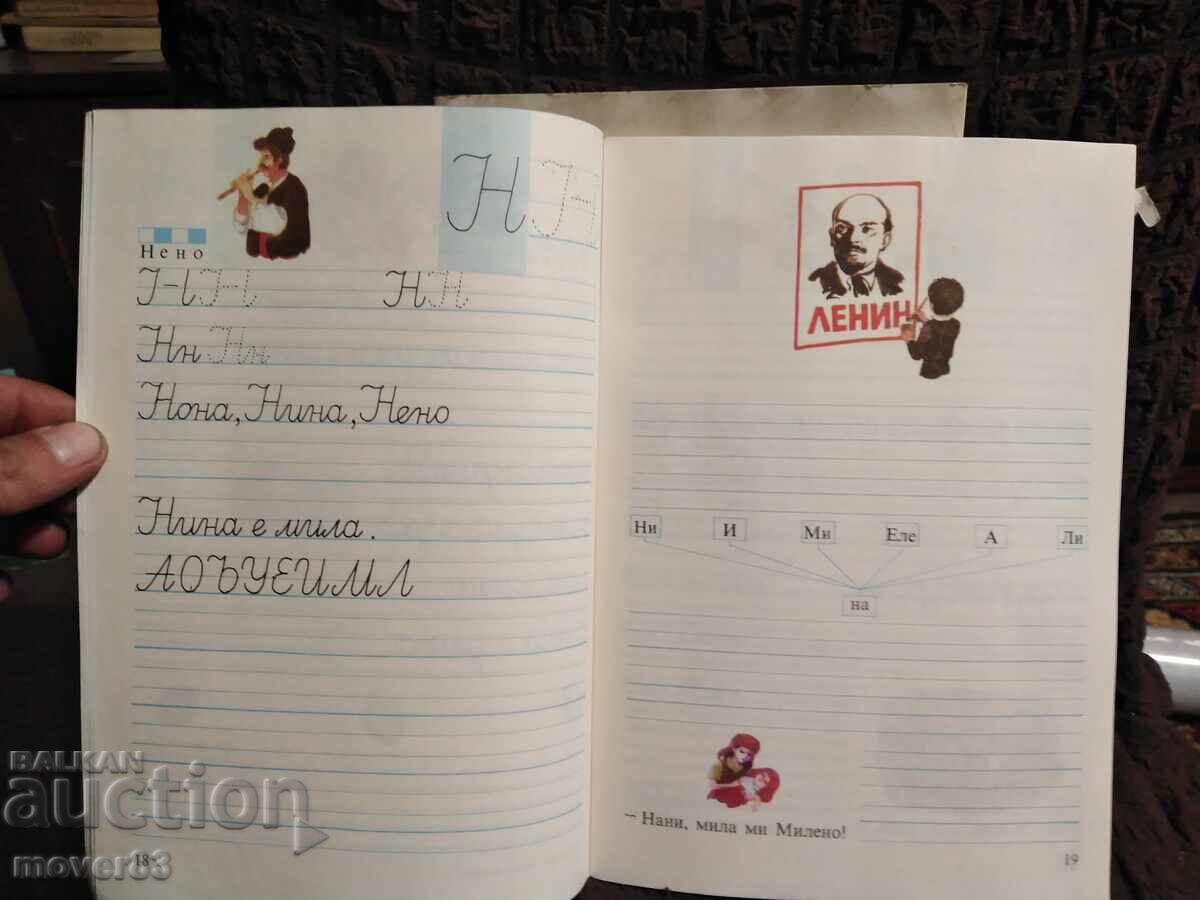 Н Н
Нено
Н Н Н Н
Нн Нн
Нона, Нина, Нено
Нина е мила.
АОЪУЕИМЛ
18
ЛЕНИН
Ни И Ми Еле А Ли
на
– Нани, мила ми Милено!
19
BALKAN
auction
mover83